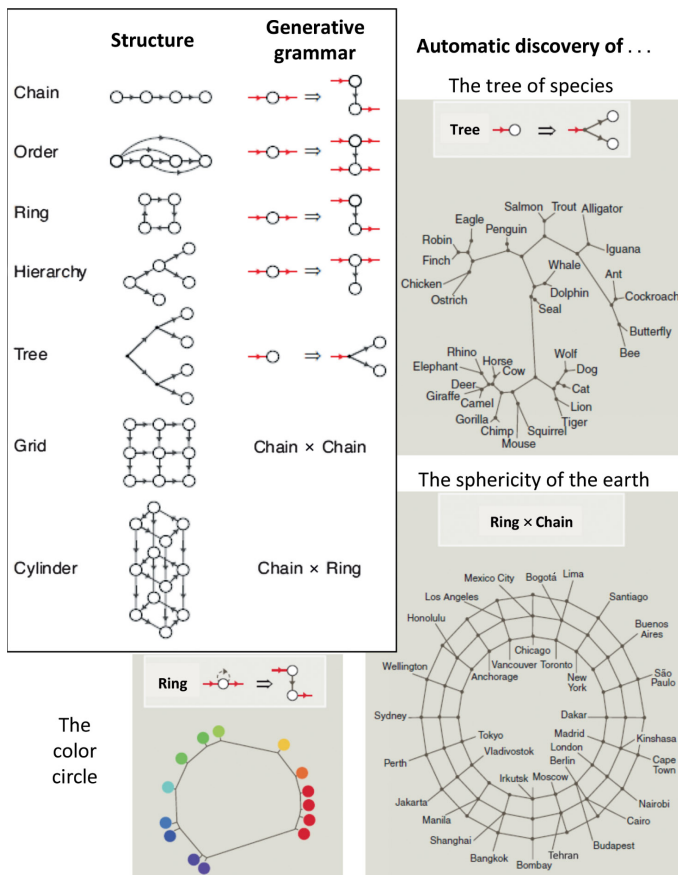 Structure
Generative
grammar
Chain
Order
Ring
Hierarchy
Tree
Grid
Chain × Chain
Cylinder
Chain × Ring
Automatic discovery of . . .
The tree of species
Tree
Salmon
Trout
Alligator
Eagle
Penguin
Robin
Iguana
Finch
Whale
Ant
Chicken
Dolphin
Cockroach
Ostrich
Seal
Butterfly
Bee
Rhino
Horse
Wolf
Elephant
Cow
Dog
Deer
Cat
Giraffe
Camel
Lion
Gorilla
Tiger
Chimp
Squirrel
Mouse
The sphericity of the earth
Ring × Chain
Mexico City
Bogotá
Lima
Los Angeles
Santiago
Honolulu
Buenos
Aires
Chicago
Wellington
Vancouver
Toronto
Anchorage
New
York
São
Paulo
Sydney
Dakar
Tokyo
Madrid
Kinshasa
Vladivostok
London
Perth
Berlin
Cape
Town
Irkutsk
Moscow
Jakarta
Nairobi
Manila
Cairo
Shanghai
Budapest
Bangkok
Tehran
Bombay
Ring
The
color
circle